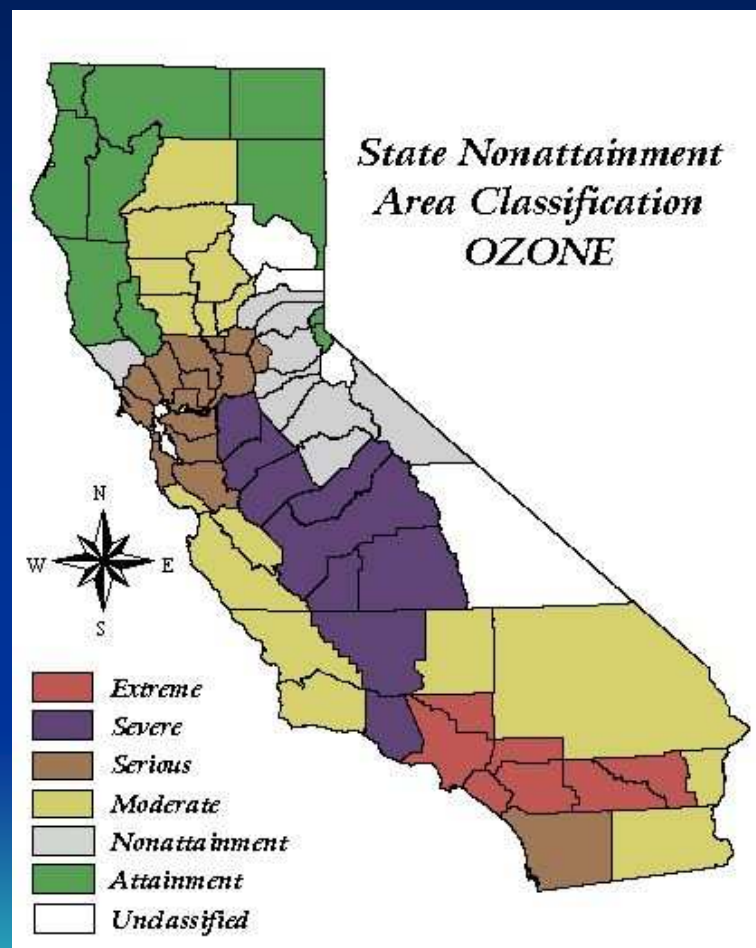 State Nonattainment
Area Classification
OZONE
N
W E
S
Extreme
Severe
Serious
Moderate
Nonattainment
Attainment
Unclassified